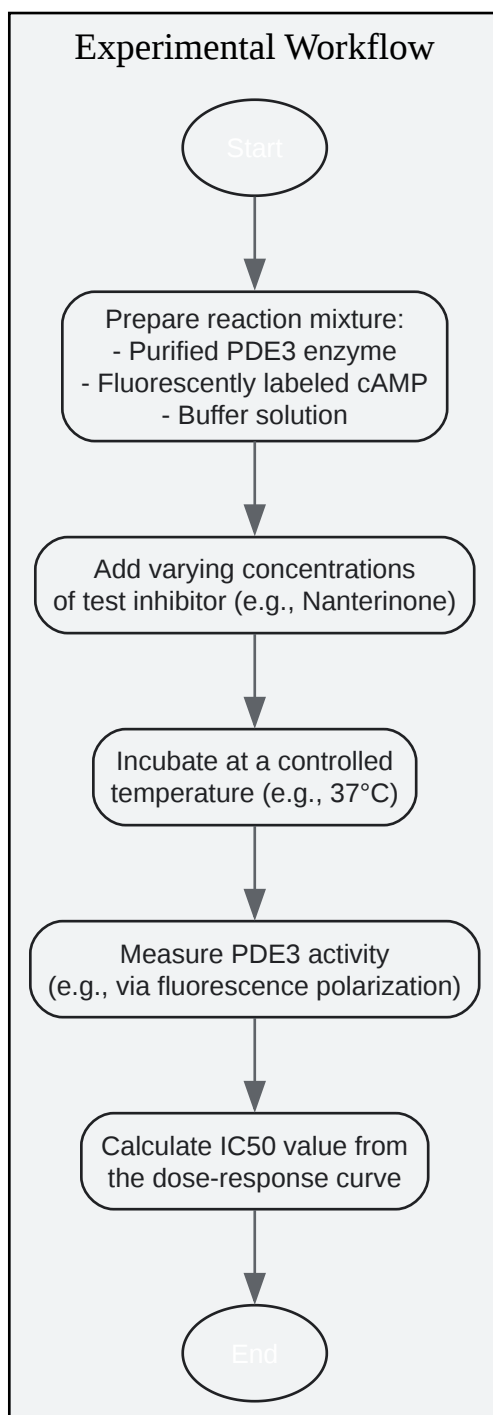 Experimental Workflow
Start
Prepare reaction mixture:
- Purified PDE3 enzyme
- Fluorescently labeled cAMP
- Buffer solution
Add varying concentrations
of test inhibitor (e.g., Nanterinone)
Incubate at a controlled
temperature (e.g., 37°C)
Measure PDE3 activity
(e.g., via fluorescence polarization)
Calculate IC50 value from
the dose-response curve
End